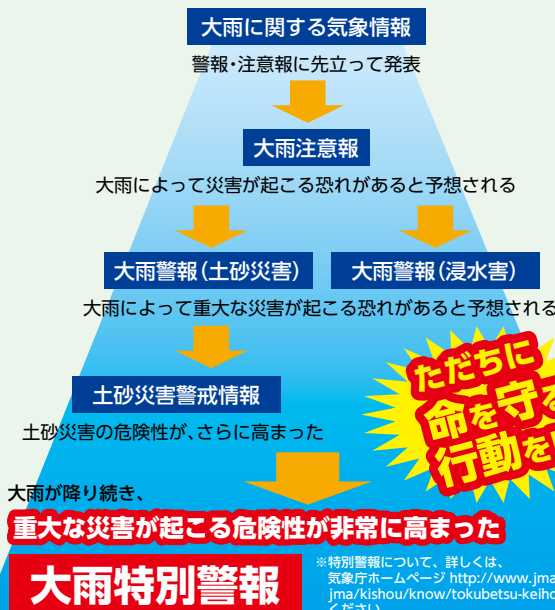 大雨に関する気象情報
警報・注意報に先立って発表
大雨注意報
大雨によって災害が起こる恐れがあると予想される
大雨警報(土砂災害)
大雨警報(浸水害)
大雨によって重大な災害が起こる恐れがあると予想される
土砂災害警戒情報
土砂災害の危険性が、さらに高まった
ただちに
命を守る
行動を
大雨が降り続き、
重大な災害が起こる危険性が非常に高まった
大雨特別警報
※特別警報について、詳しくは、
気象庁ホームページ http://www.jma
jma/kishou/know/tokubetsu-keiho
ください